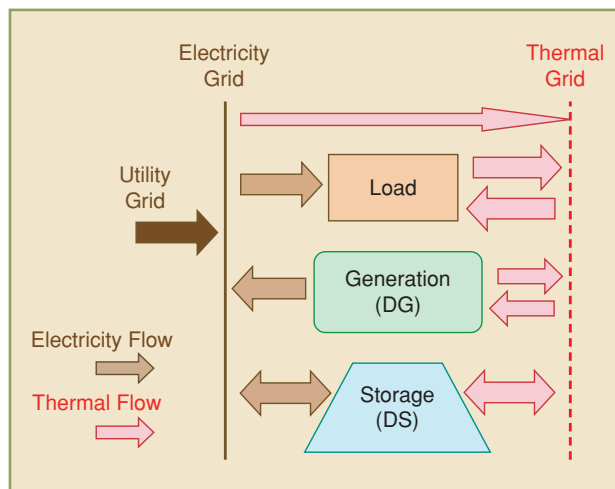 Electricity
Grid
Thermal
Grid
Utility
Grid
Load
Generation
(DG)
Electricity Flow
Thermal Flow
Storage
(DS)